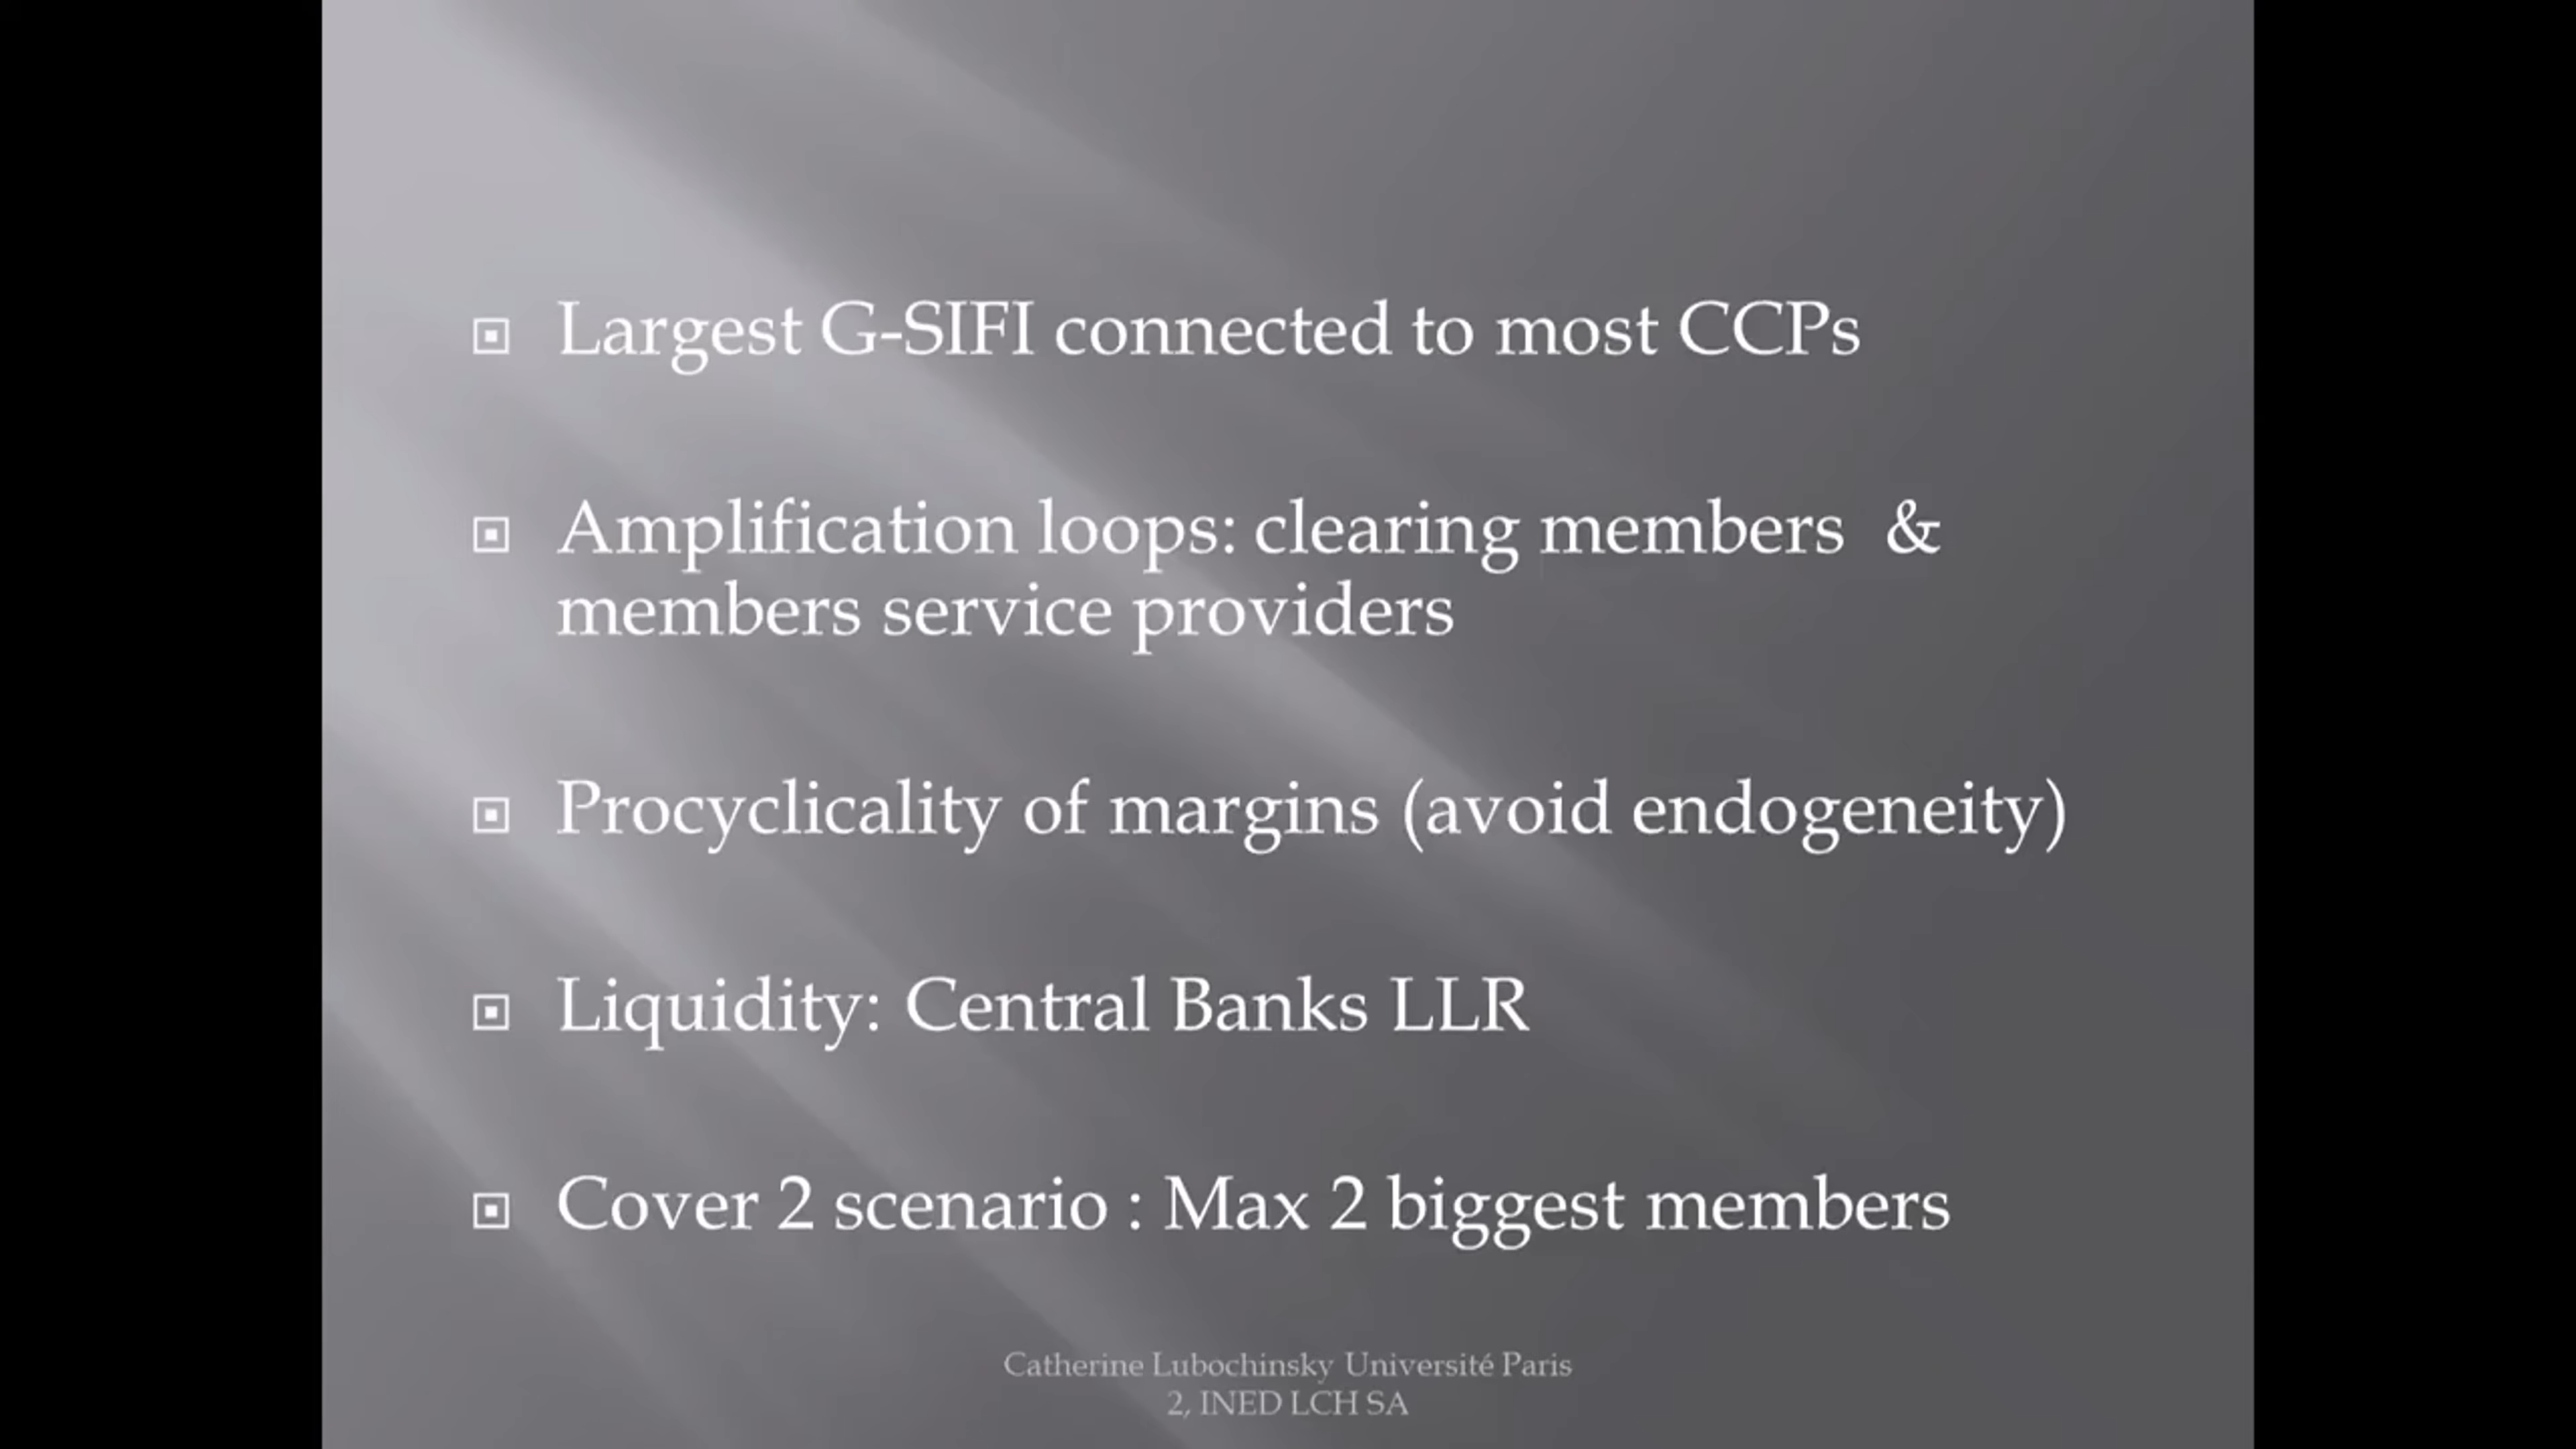 Largest G-SIFI connected to most CCPs
Amplification loops: clearing members &
members service providers
Procyclicality of margins (avoid endogeneity)
Liquidity: Central Banks LLR
Cover 2 scenario : Max 2 biggest members
Catherine Lubochinsky Université Paris
2, INED LCH SA